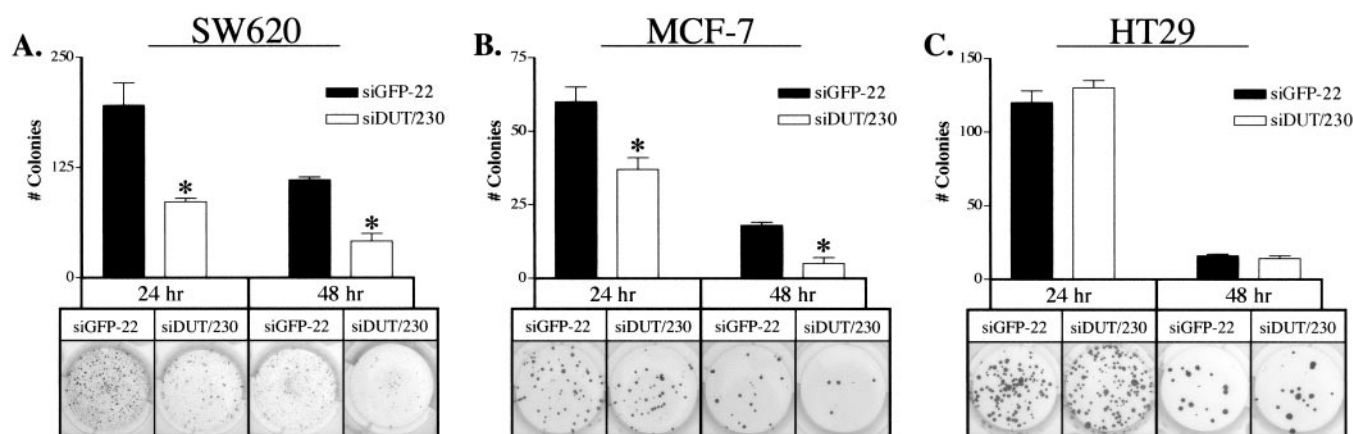 A.
SW620
250
125
0
# Colonies
siGFP-22
siDUT/230
*
*
24 hr
48 hr
siGFP-22
siDUT/230
siGFP-22
siDUT/230
B.
MCF-7
75
50
25
0
# Colonies
siGFP-22
siDUT/230
*
*
24 hr
48 hr
siGFP-22
siDUT/230
siGFP-22
siDUT/230
C.
HT29
150
100
50
0
# Colonies
siGFP-22
siDUT/230
24 hr
48 hr
siGFP-22
siDUT/230
siGFP-22
siDUT/230